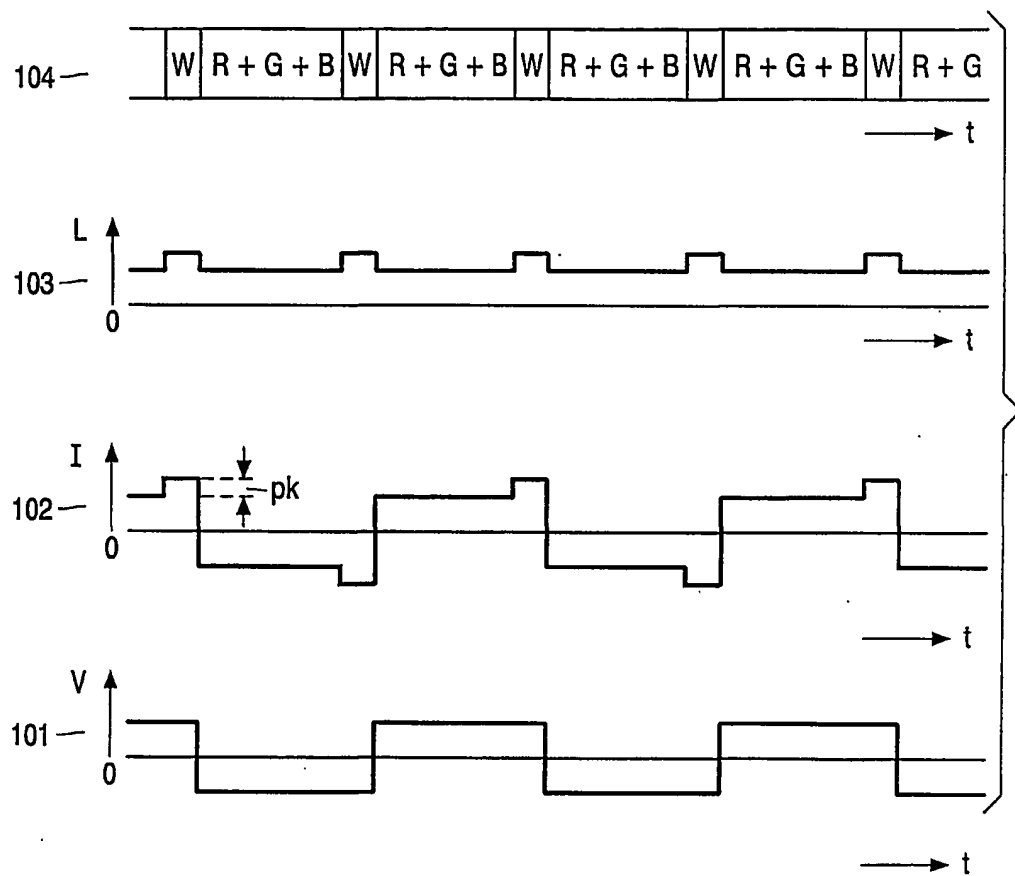 104
W R + G + B W R + G + B W R + G + B W R + G + B W R + G
t
L
103
0
t
I
pk
102
0
t
V
101
0
t